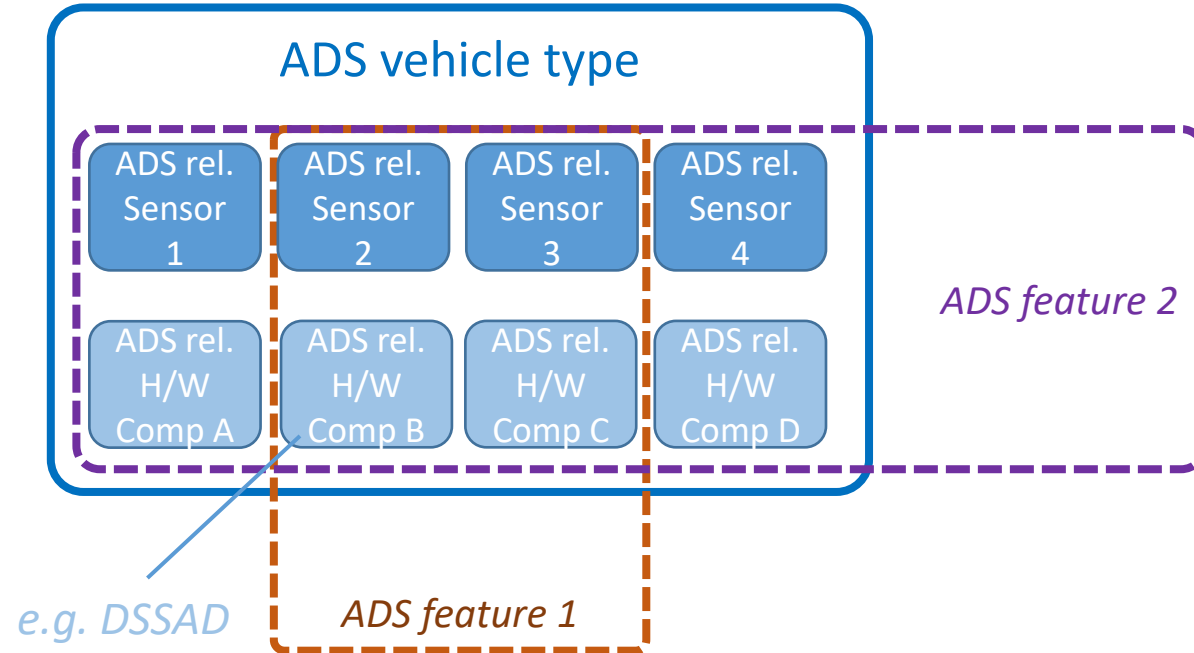 ADS vehicle type
ADS rel.
Sensor
1
ADS rel.
Sensor
2
ADS rel.
Sensor
3
ADS rel.
Sensor
4
ADS feature 2
ADS rel.
H/W
Comp A
ADS rel.
H/W
Comp B
ADS rel.
H/W
Comp C
ADS rel.
H/W
Comp D
e.g. DSSAD
ADS feature 1